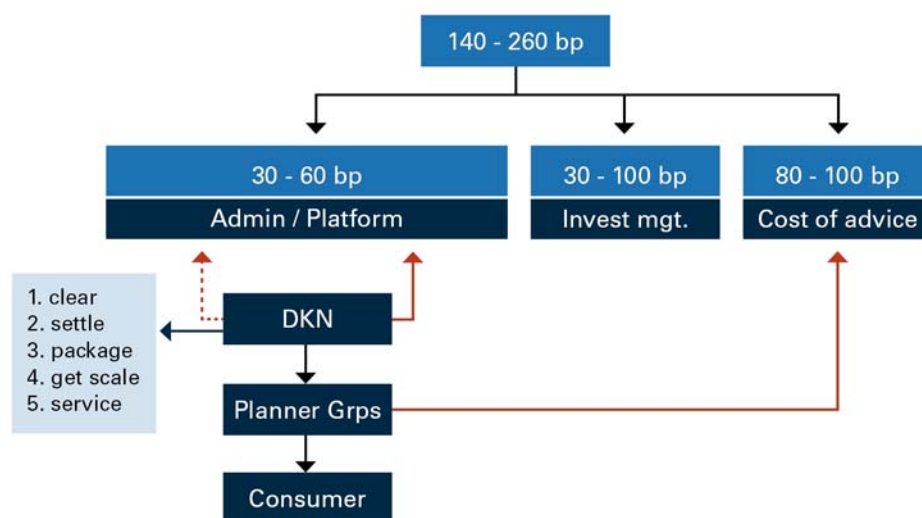 140 - 260 bp
30 - 60 bp
Admin / Platform
30 - 100 bp
Invest mgt.
80 - 100 bp
Cost of advice
1. clear
2. settle
3. package
4. get scale
5. service
DKN
Planner Grps
Consumer